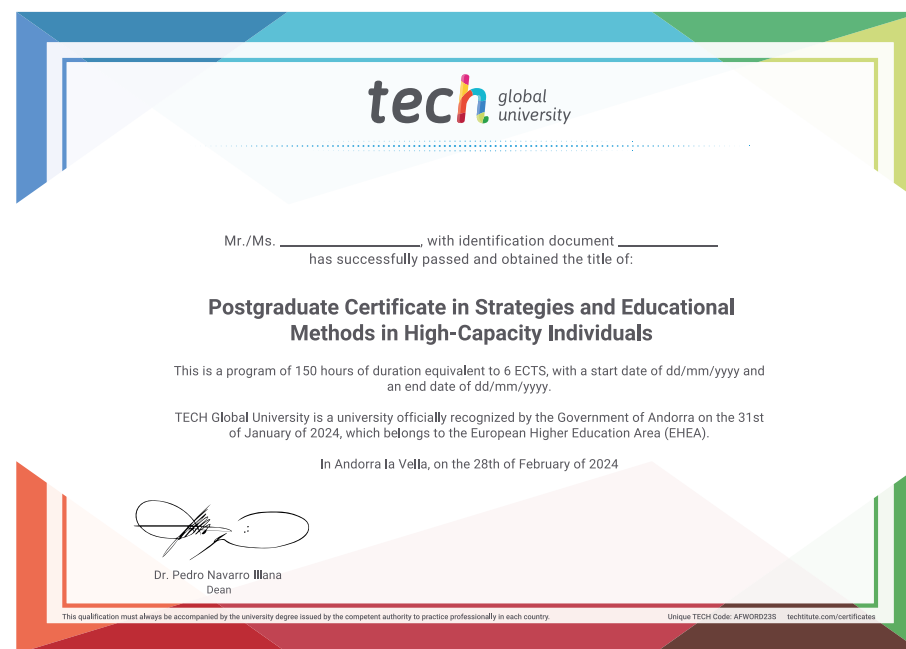 tech global
university
Mr./Ms. ____________, with identification document ____________
has successfully passed and obtained the title of:
Postgraduate Certificate in Strategies and Educational
Methods in High-Capacity Individuals
This is a program of 150 hours of duration equivalent to 6 ECTS, with a start date of dd/mm/yyyy and
an end date of dd/mm/yyyy.
TECH Global University is a university officially recognized by the Government of Andorra on the 31st
of January of 2024, which belongs to the European Higher Education Area (EHEA).
In Andorra la Vella, on the 28th of February of 2024
Dr. Pedro Navarro Illana
Dean
This qualification must always be accompanied by the university degree issued by the competent authority to practice professionally in each country.
Unique TECH Code: AFWORD23S techtitute.com/certificates